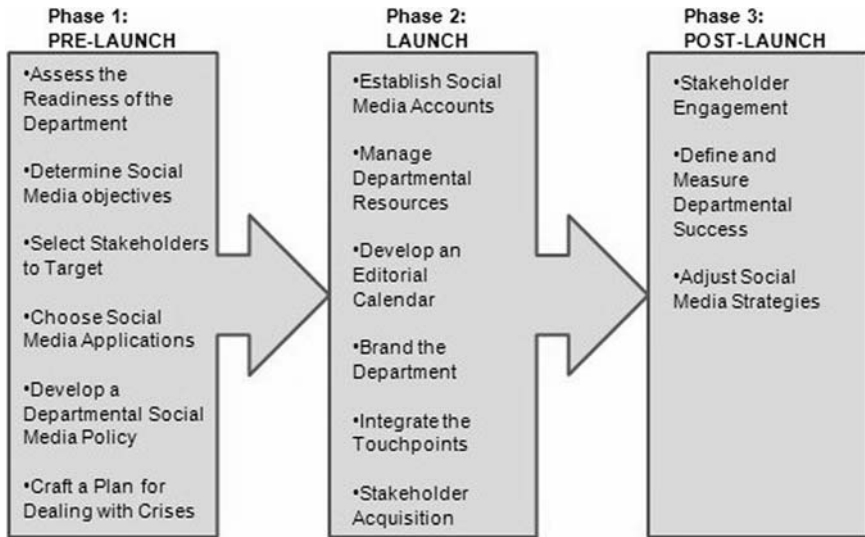 Phase 1:
PRE-LAUNCH
•Assess the
Readiness of the
Department
•Determine Social
Media objectives
•Select Stakeholders
to Target
•Choose Social
Media Applications
•Develop a
Departmental Social
Media Policy
•Craft a Plan for
Dealing with Crises
Phase 2:
LAUNCH
•Establish Social
Media Accounts
•Manage
Departmental
Resources
•Develop an
Editorial
Calendar
•Brand the
Department
•Integrate the
Touchpoints
•Stakeholder
Acquisition
Phase 3:
POST-LAUNCH
•Stakeholder
Engagement
•Define and
Measure
Departmental
Success
•Adjust Social
Media Strategies